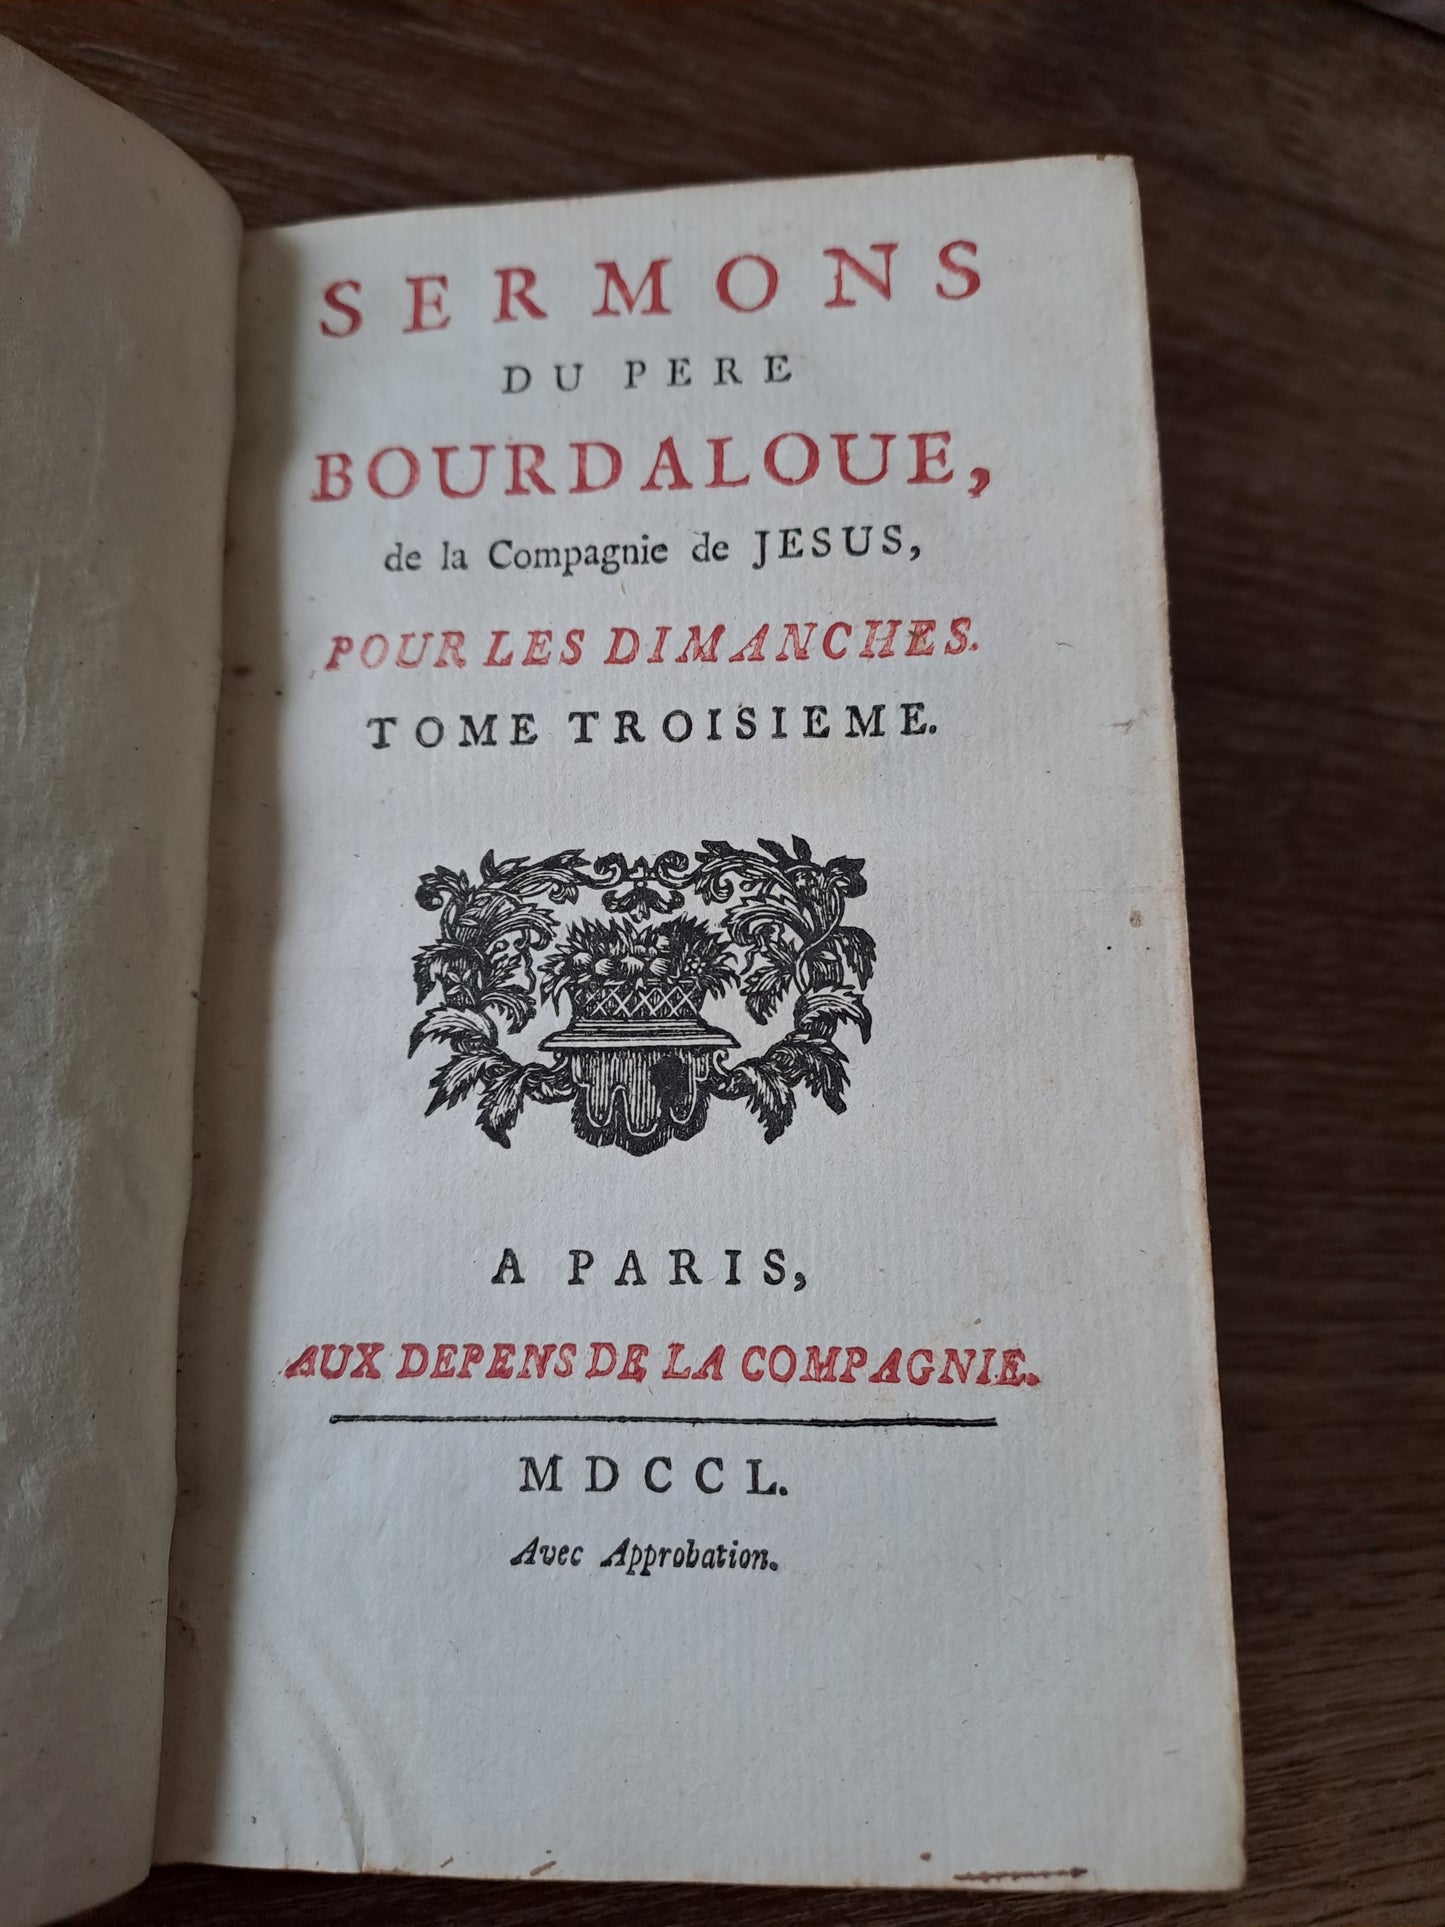 SERMONS
DU PERE
BOURDALOUE,
de la Compagnie de JESUS,
POUR LES DIMANCHES.
TOME TROISIEME.
A PARIS,
AUX DEPENS DE LA COMPAGNIE.
MDCCL.
Avec Approbation.